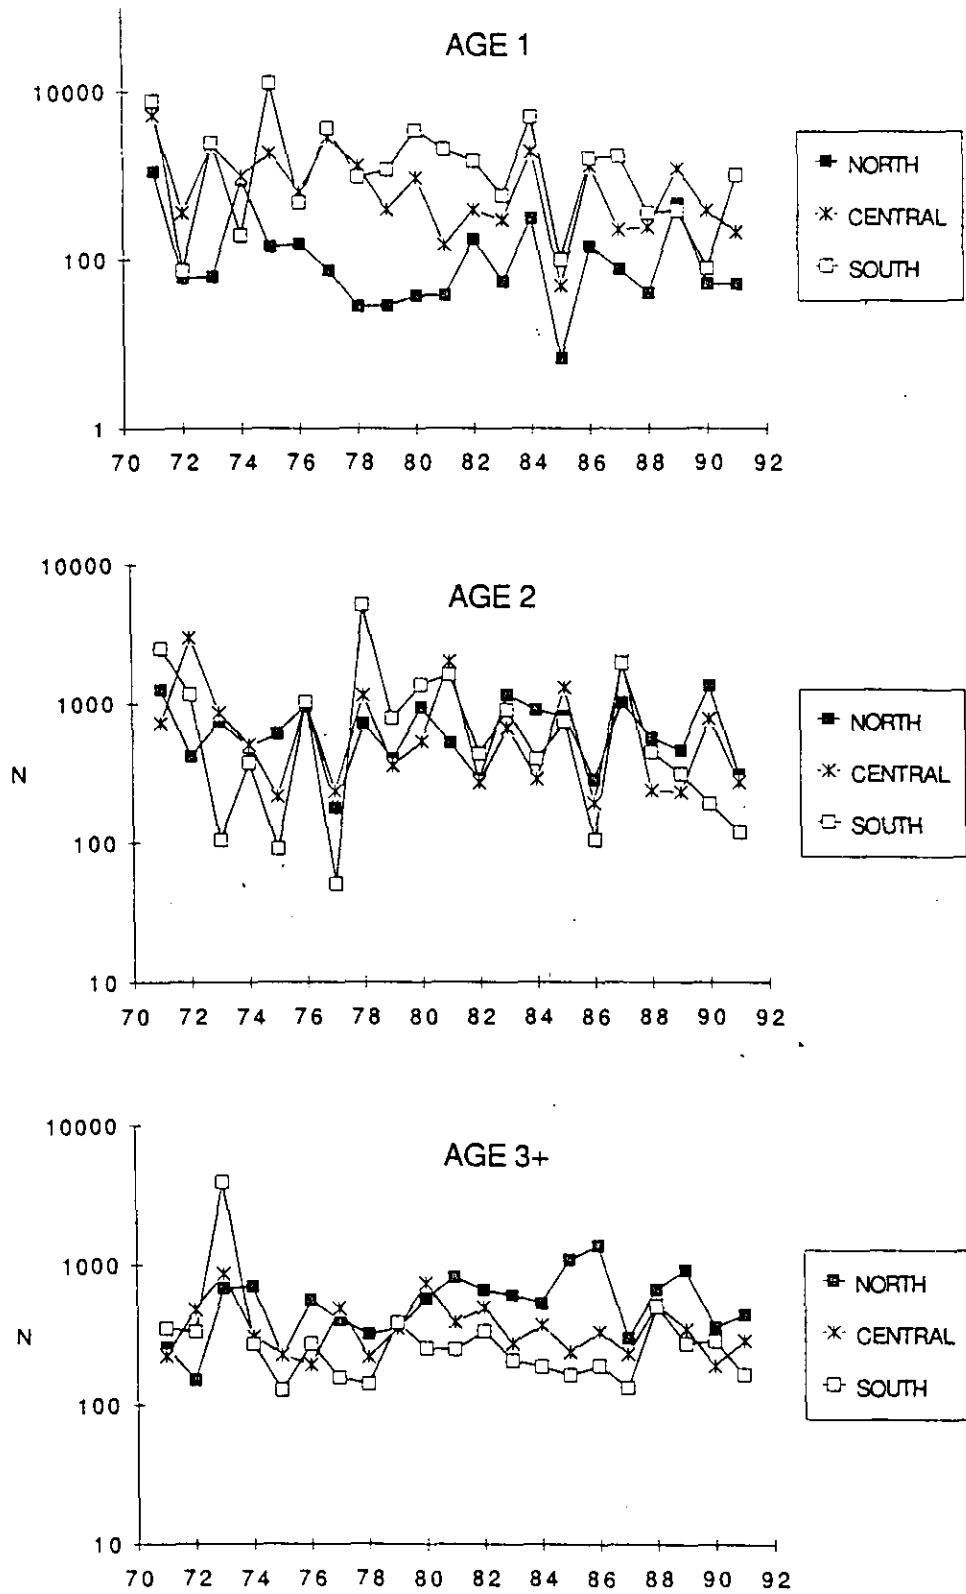 AGE 1
10000
100
1
70 72 74 76 78 80 82 84 86 88 90 92
NORTH
CENTRAL
SOUTH
AGE 2
10000
1000
N
100
10
70 72 74 76 78 80 82 84 86 88 90 92
NORTH
CENTRAL
SOUTH
AGE 3+
10000
1000
N
100
10
70 72 74 76 78 80 82 84 86 88 90 92
NORTH
CENTRAL
SOUTH